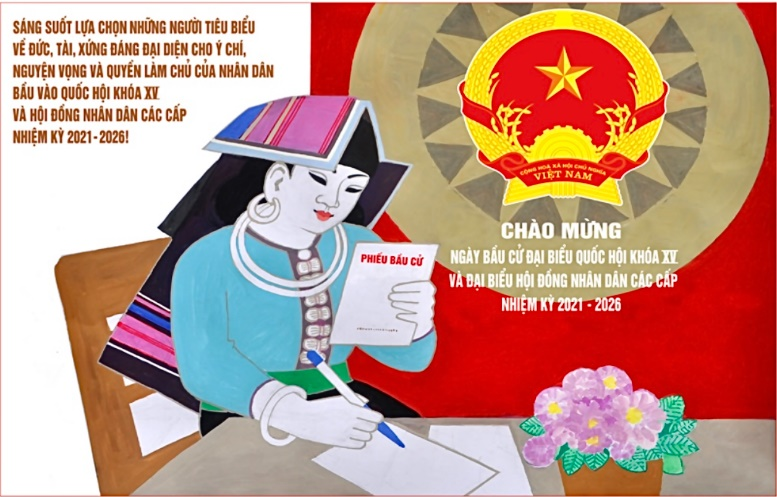 SÁNG SUỐT LỰA CHỌN NHỮNG NGƯỜI TIÊU BIỂU
VỀ ĐỨC, TÀI, XỨNG ĐÁNG ĐẠI DIỆN CHO Ý CHÍ,
NGUYỆN VỌNG VÀ QUYỀN LÀM CHỦ CỦA NHÂN DÂN
BẦU VÀO QUỐC HỘI KHÓA XV
VÀ HỘI ĐỒNG NHÂN DÂN CÁC CẤP
NHIỆM KỲ 2021-2026!
CỘNG HOÀ XÃ HỘI CHỦ NGHĨA
VIỆT NAM
CHÀO MỪNG
NGÀY BẦU CỬ ĐẠI BIỂU QUỐC HỘI KHÓA XV
VÀ ĐẠI BIỂU HỘI ĐỒNG NHÂN DÂN CÁC CẤP
NHIỆM KỲ 2021 - 2026
PHIẾU BẦU CỬ